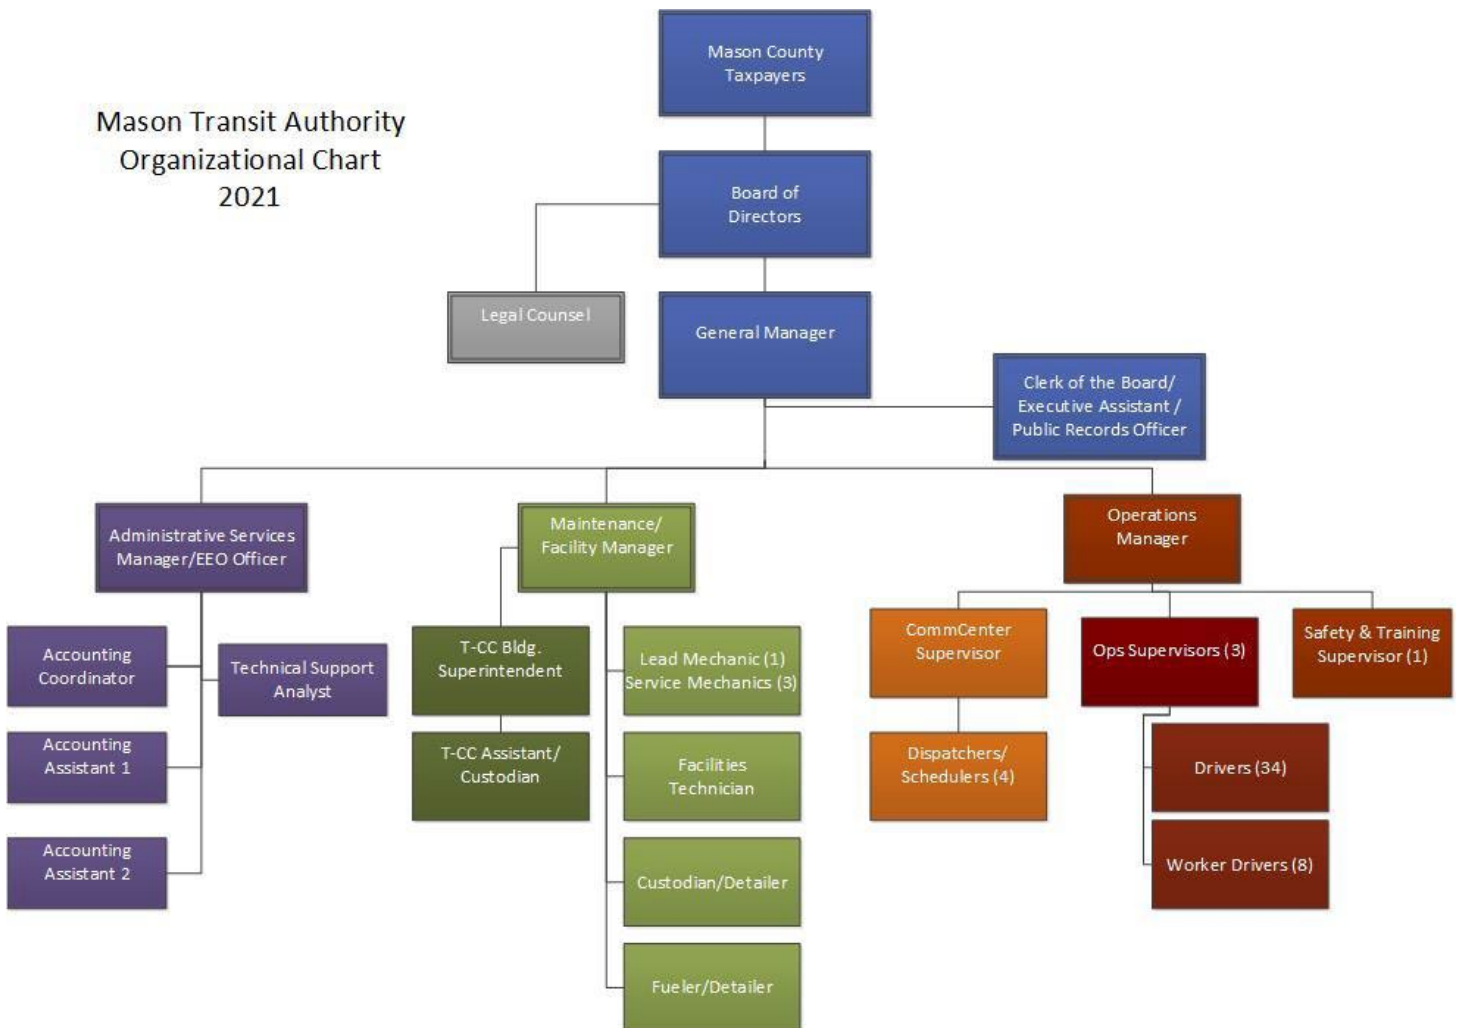 Mason County
Taxpayers
Mason Transit Authority
Organizational Chart
2021
Board of
Directors
Legal Counsel
General Manager
Clerk of the Board/
Executive Assistant /
Public Records Officer
Administrative Services
Manager/EEO Officer
Maintenance/
Facility Manager
Operations
Manager
Accounting
Coordinator
Technical Support
Analyst
Accounting
Assistant 1
Accounting
Assistant 2
T-CC Bldg.
Superintendent
T-CC Assistant/
Custodian
Lead Mechanic (1)
Service Mechanics (3)
Facilities
Technician
Custodian/Detailer
Fueler/Detailer
CommCenter
Supervisor
Dispatchers/
Schedulers (4)
Ops Supervisors (3)
Drivers (34)
Worker Drivers (8)
Safety & Training
Supervisor (1)